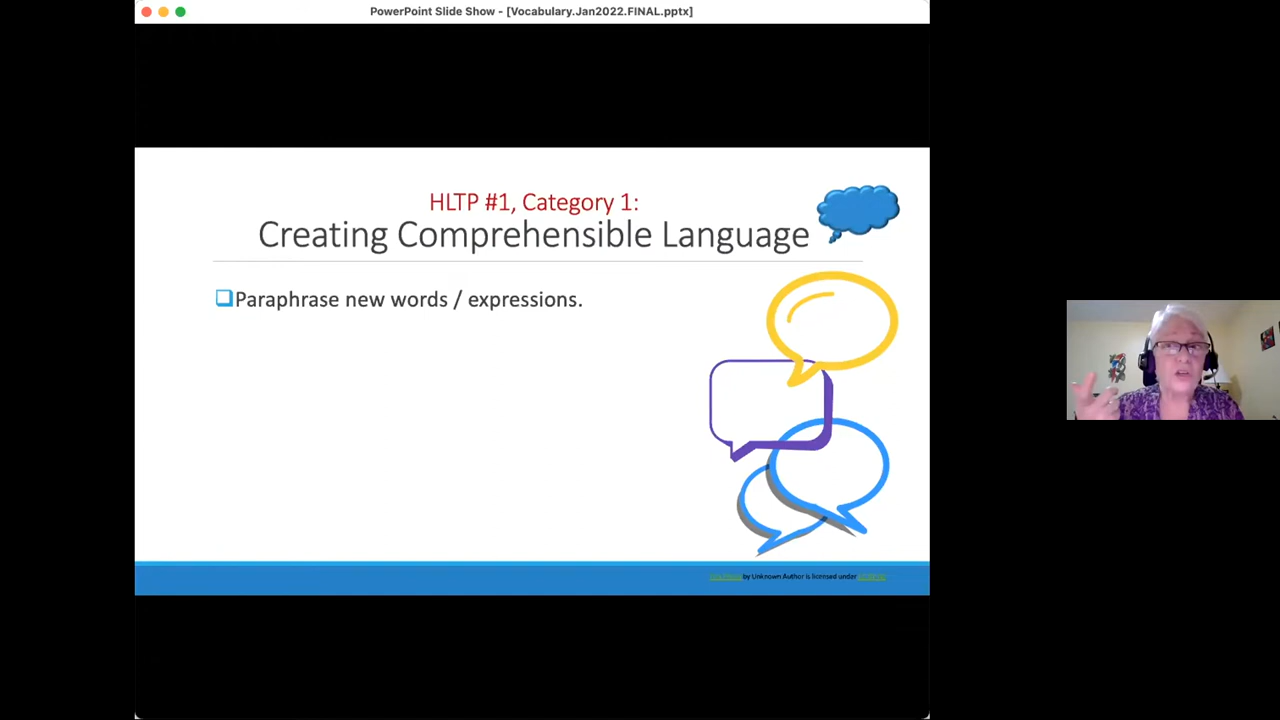 PowerPoint Slide Show - [Vocabulary.Jan2022.FINAL.pptx]
HLTP #1, Category 1:
Creating Comprehensible Language
Paraphrase new words / expressions.
by Unknown Author is licensed under